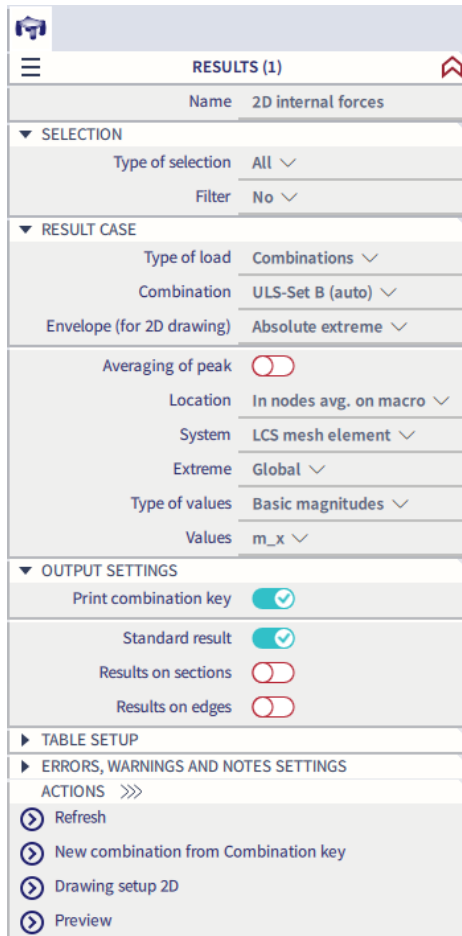 RESULTS (1)
Name 2D internal forces
SELECTION
Type of selection All
Filter No
RESULT CASE
Type of load Combinations
Combination ULS-Set B (auto)
Envelope (for 2D drawing) Absolute extreme
Averaging of peak
Location In nodes avg. on macro
System LCS mesh element
Extreme Global
Type of values Basic magnitudes
Values m_x
OUTPUT SETTINGS
Print combination key
Standard result
Results on sections
Results on edges
TABLE SETUP
ERRORS, WARNINGS AND NOTES SETTINGS
ACTIONS >>>
Refresh
New combination from Combination key
Drawing setup 2D
Preview